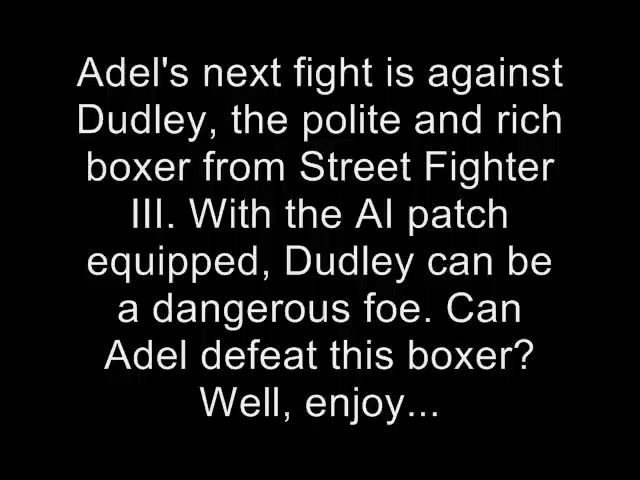 Adel's next fight is against
Dudley, the polite and rich
boxer from Street Fighter
III. With the AI patch
equipped, Dudley can be
a dangerous foe. Can
Adel defeat this boxer?
Well, enjoy...